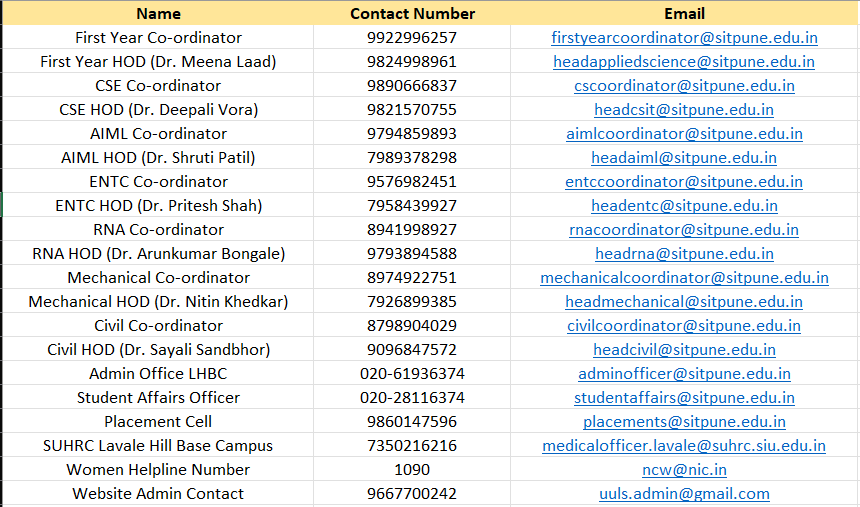 Name Contact Number Email
First Year Co-ordinator 9922996257 firstyearcoordinator@sitpune.edu.in
First Year HOD (Dr. Meena Laad) 9824998961 headappliedscience@sitpune.edu.in
CSE Co-ordinator 9890666837 cscoordinator@sitpune.edu.in
CSE HOD (Dr. Deepali Vora) 9821570755 headcsit@sitpune.edu.in
AIML Co-ordinator 9794859893 aimlcoordinator@sitpune.edu.in
AIML HOD (Dr. Shruti Patil) 7989378298 headaiml@sitpune.edu.in
ENTC Co-ordinator 9576982451 entccoordinator@sitpune.edu.in
ENTC HOD (Dr. Pritesh Shah) 7958439927 headentc@sitpune.edu.in
RNA Co-ordinator 8941998927 rnacoordinator@sitpune.edu.in
RNA HOD (Dr. Arunkumar Bongale) 9793894588 headrna@sitpune.edu.in
Mechanical Co-ordinator 8974922751 mechanicalcoordinator@sitpune.edu.in
Mechanical HOD (Dr. Nitin Khedkar) 7926899385 headmechanical@sitpune.edu.in
Civil Co-ordinator 8798904029 civilcoordinator@sitpune.edu.in
Civil HOD (Dr. Sayali Sandbhor) 9096847572 headcivil@sitpune.edu.in
Admin Office LHBC 020-61936374 adminofficer@sitpune.edu.in
Student Affairs Officer 020-28116374 studentaffairs@sitpune.edu.in
Placement Cell 9860147596 placements@sitpune.edu.in
SUHRC Lavale Hill Base Campus 7350216216 medicalofficer.lavale@suhrc.siu.edu.in
Women Helpline Number 1090 ncw@nic.in
Website Admin Contact 9667700242 uuls.admin@gmail.com